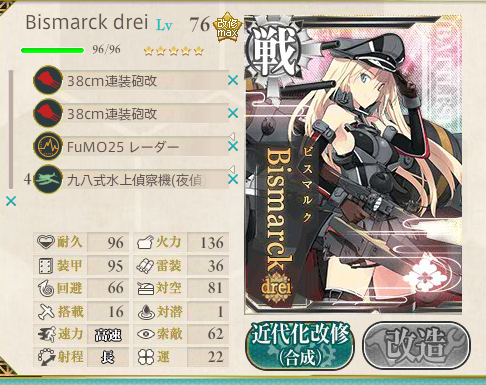 Bismarck drei Lv 76
改修
max
96/96
38cm連装砲改
38cm連装砲改
FuMO25 レーダー
4 九八式水上偵察機(夜偵)
耐久 96 火力 136
装甲 95 雷装 36
回避 66 対空 81
搭載 16 対潜 1
速力 高速 索敵 62
射程 長 運 22
戦
ビスマルク
Bismarck
drei
近代化改修
(合成)
改造